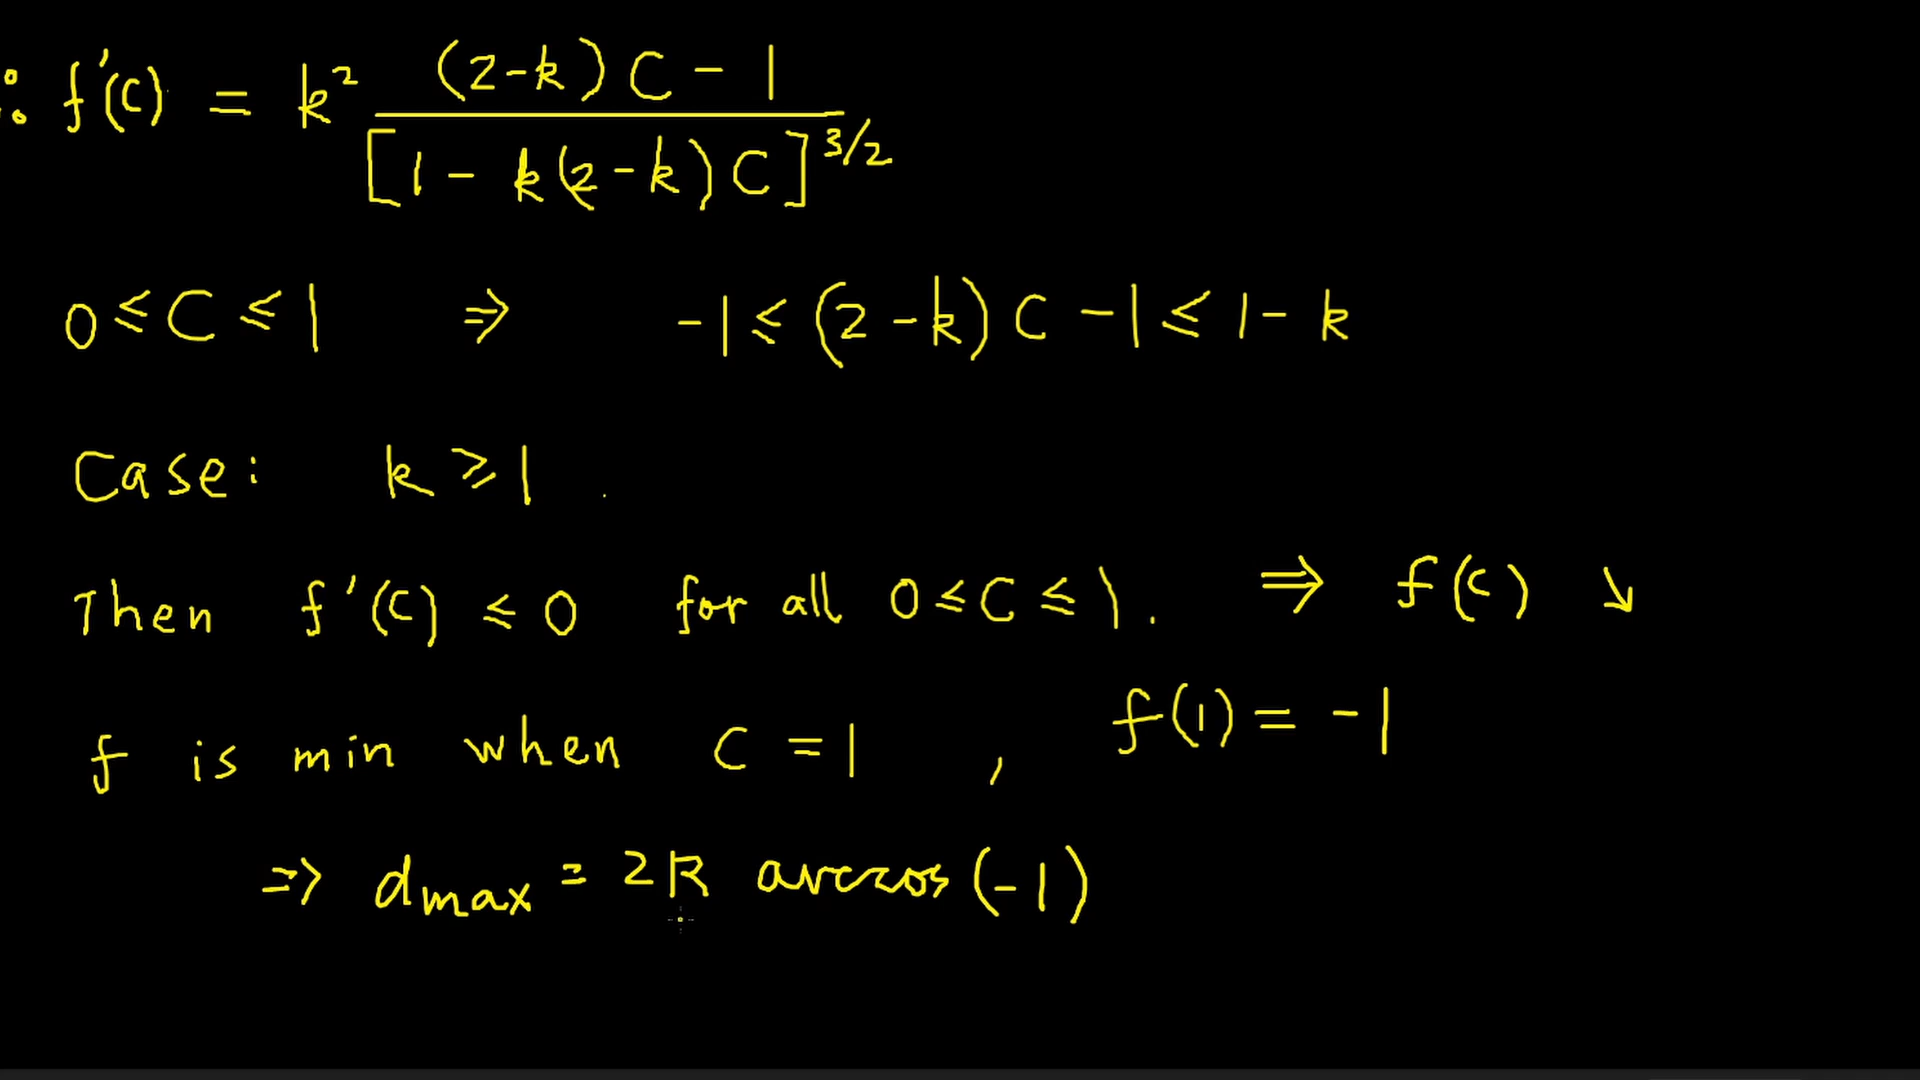 ∴ f'(C) = k² ((2-k)C - 1) / [1 - k(2-k)C]^(3/2)
0 ≤ C ≤ 1 ⇒ -1 ≤ (2-k)C - 1 ≤ 1 - k
Case: k ≥ 1.
Then f'(C) ≤ 0 for all 0 ≤ C ≤ 1. ⇒ f(C) ↘
f is min when C = 1, f(1) = -1
⇒ dmax = 2R arccos(-1)